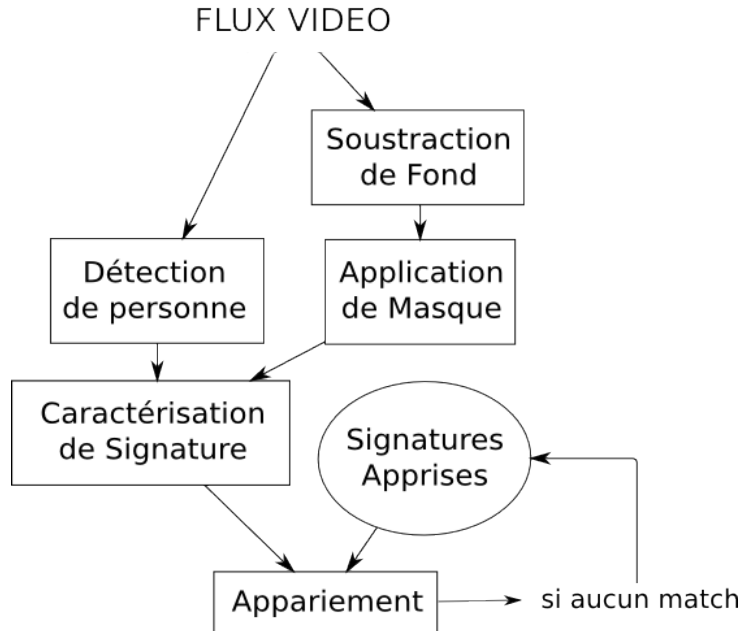 FLUX VIDEO
Soustraction
de Fond
Détection
de personne
Application
de Masque
Caractérisation
de Signature
Signatures
Apprises
Appariement
si aucun match